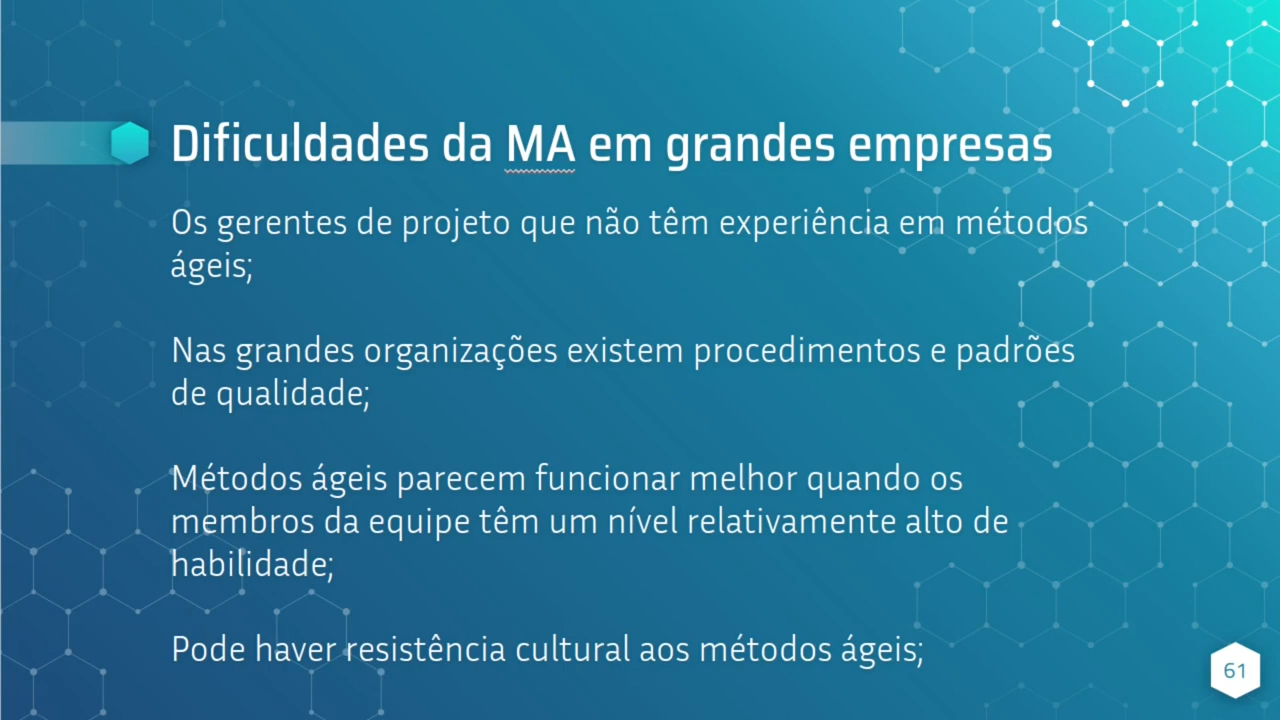 Dificuldades da MA em grandes empresas
Os gerentes de projeto que não têm experiência em métodos
ágeis;
Nas grandes organizações existem procedimentos e padrões
de qualidade;
Métodos ágeis parecem funcionar melhor quando os
membros da equipe têm um nível relativamente alto de
habilidade;
Pode haver resistência cultural aos métodos ágeis;
61